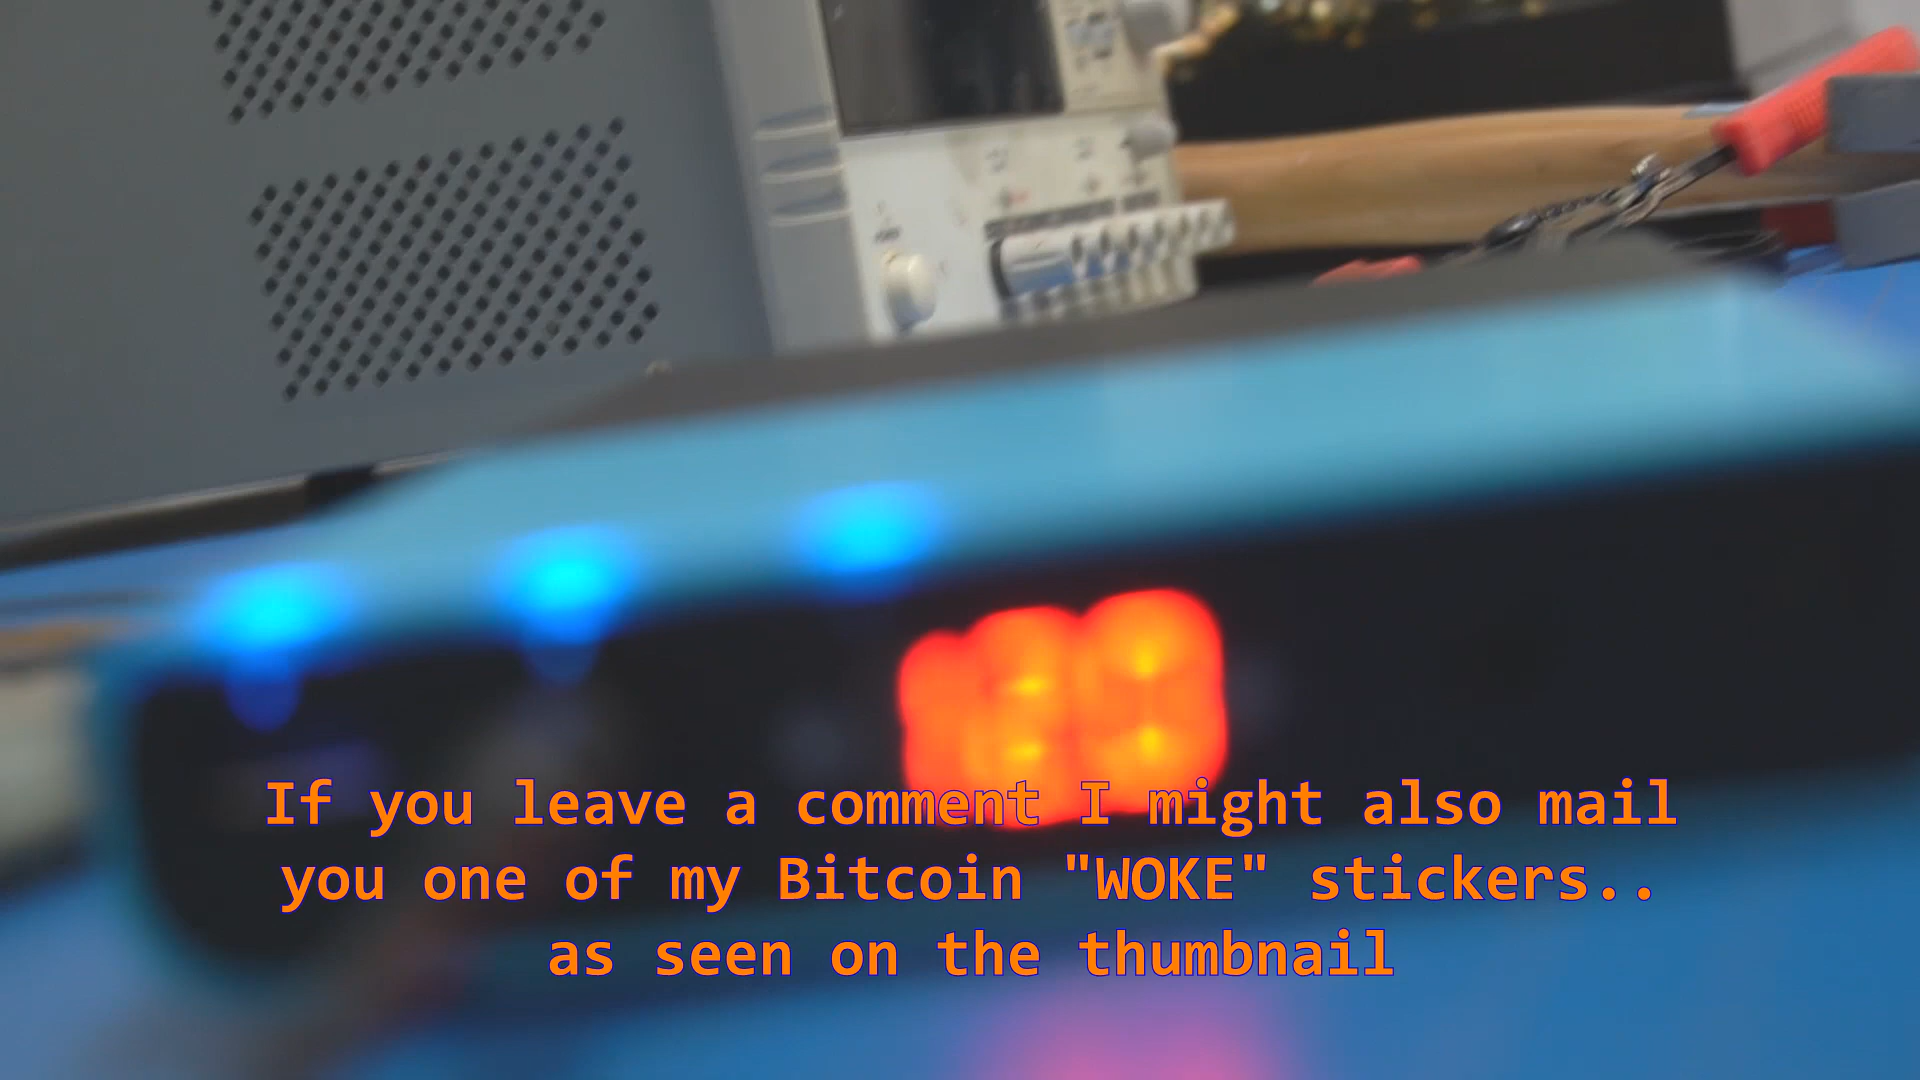 If you leave a comment I might also mail
you one of my Bitcoin "WOKE" stickers..
as seen on the thumbnail